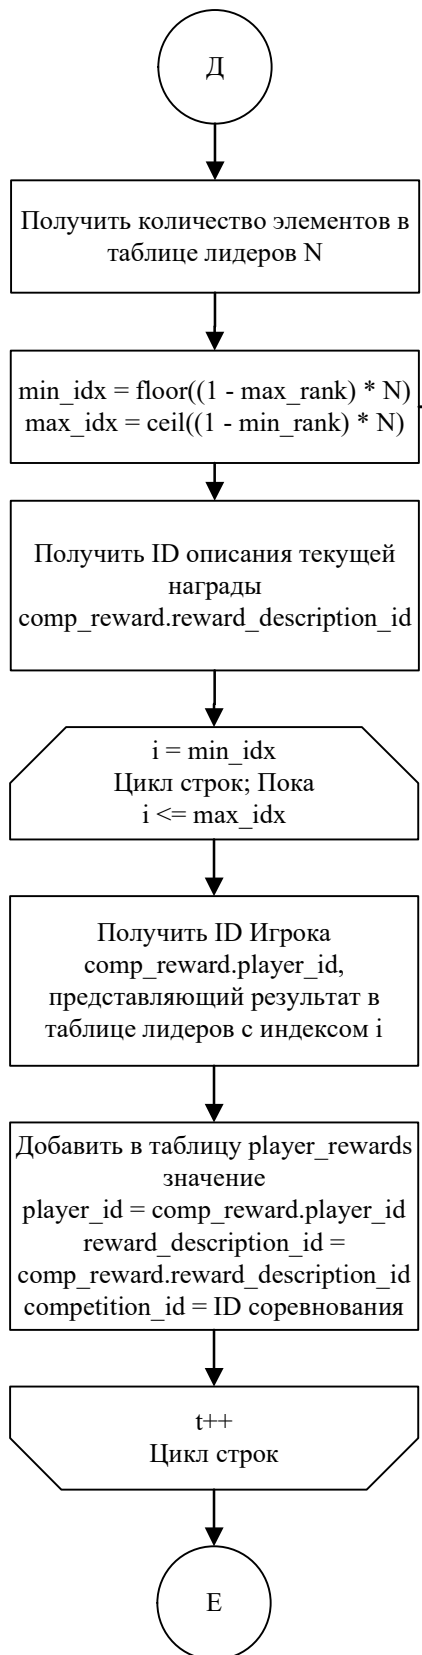 Д
Получить количество элементов в
таблице лидеров N
min_idx = floor((1 - max_rank) * N)
max_idx = ceil((1 - min_rank) * N)
Получить ID описания текущей
награды
comp_reward.reward_description_id
i = min_idx
Цикл строк; Пока
i <= max_idx
Получить ID Игрока
comp_reward.player_id,
представляющий результат в
таблице лидеров с индексом i
Добавить в таблицу player_rewards
значение
player_id = comp_reward.player_id
reward_description_id =
comp_reward.reward_description_id
competition_id = ID соревнования
t++
Цикл строк
Е